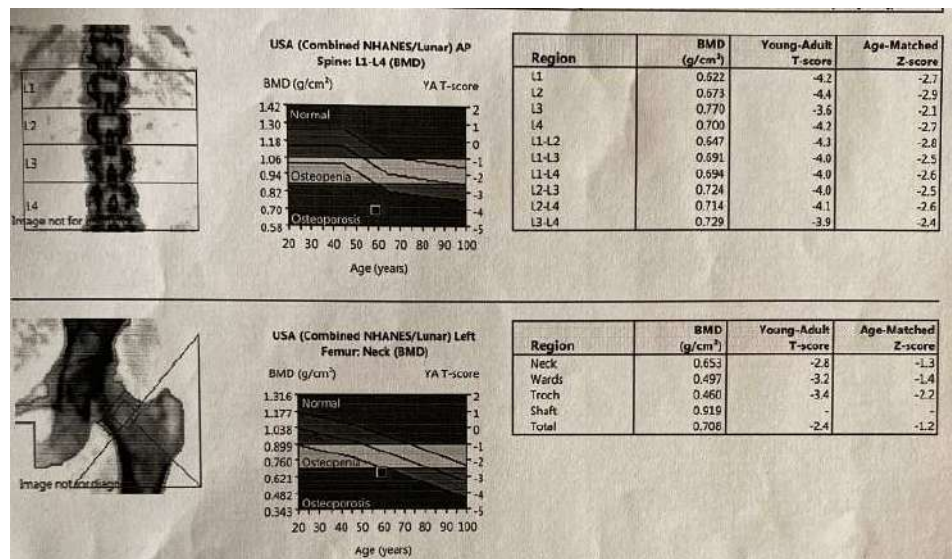 L1
L2
L3
L4
Image not for
USA (Combined NHANES/Lunar) AP
Spine: L1-L4 (BMD)
BMD (g/cm²) YA T-score
1.42 2
1.30 1
1.18 0
1.06 -1
0.94 -2
0.82 -3
0.70 -4
0.58 -5
Normal
Osteopenia
Osteoporosis
20 30 40 50 60 70 80 90 100
Age (years)
Region BMD (g/cm²) Young-Adult T-score Age-Matched Z-score
L1 0.622 -4.2 -2.7
L2 0.673 -4.4 -2.9
L3 0.770 -3.6 -2.1
L4 0.700 -4.2 -2.7
L1-L2 0.647 -4.3 -2.8
L1-L3 0.691 -4.0 -2.5
L1-L4 0.694 -4.0 -2.6
L2-L3 0.724 -4.0 -2.5
L2-L4 0.714 -4.1 -2.6
L3-L4 0.729 -3.9 -2.4
Image not for diagn
USA (Combined NHANES/Lunar) Left
Femur: Neck (BMD)
BMD (g/cm²) YA T-score
1.316 2
1.177 1
1.038 0
0.899 -1
0.760 -2
0.621 -3
0.482 -4
0.343 -5
Normal
Osteopenia
Osteoporosis
20 30 40 50 60 70 80 90 100
Age (years)
Region BMD (g/cm²) Young-Adult T-score Age-Matched Z-score
Neck 0.653 -2.8 -1.3
Wards 0.497 -3.2 -1.4
Troch 0.460 -3.4 -2.2
Shaft 0.919 - -
Total 0.708 -2.4 -1.2